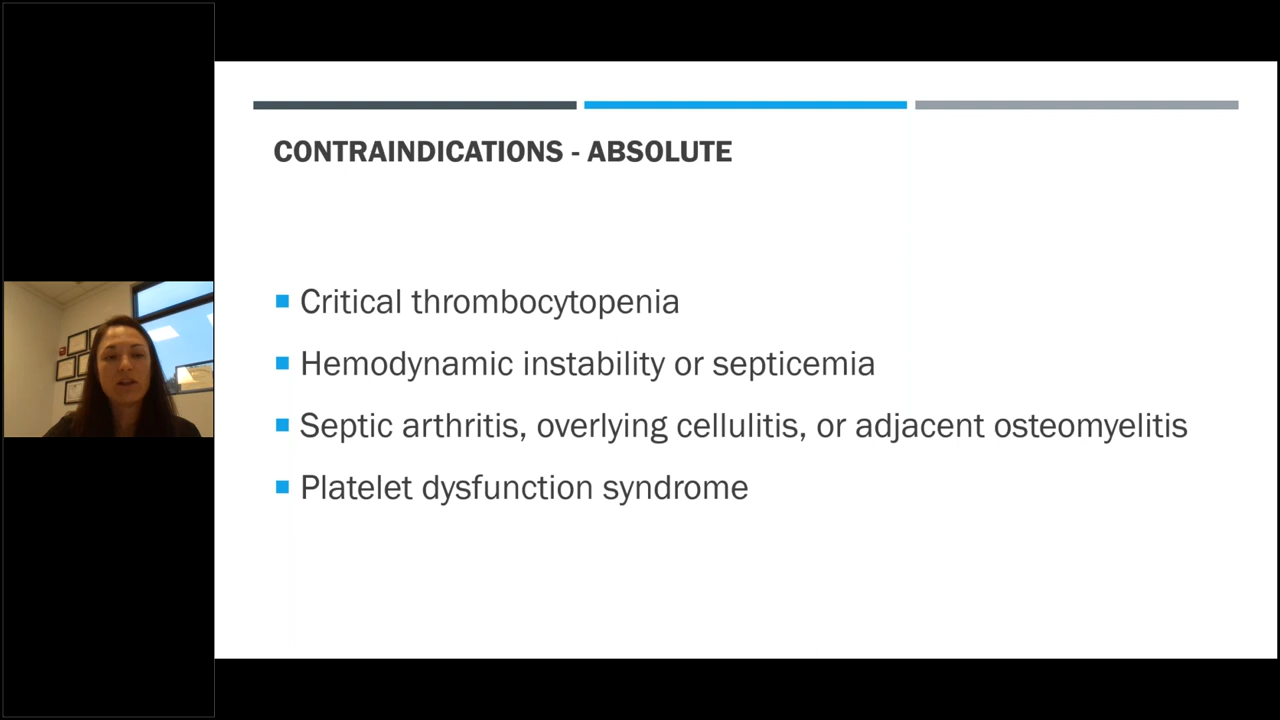 CONTRAINDICATIONS - ABSOLUTE
Critical thrombocytopenia
Hemodynamic instability or septicemia
Septic arthritis, overlying cellulitis, or adjacent osteomyelitis
Platelet dysfunction syndrome